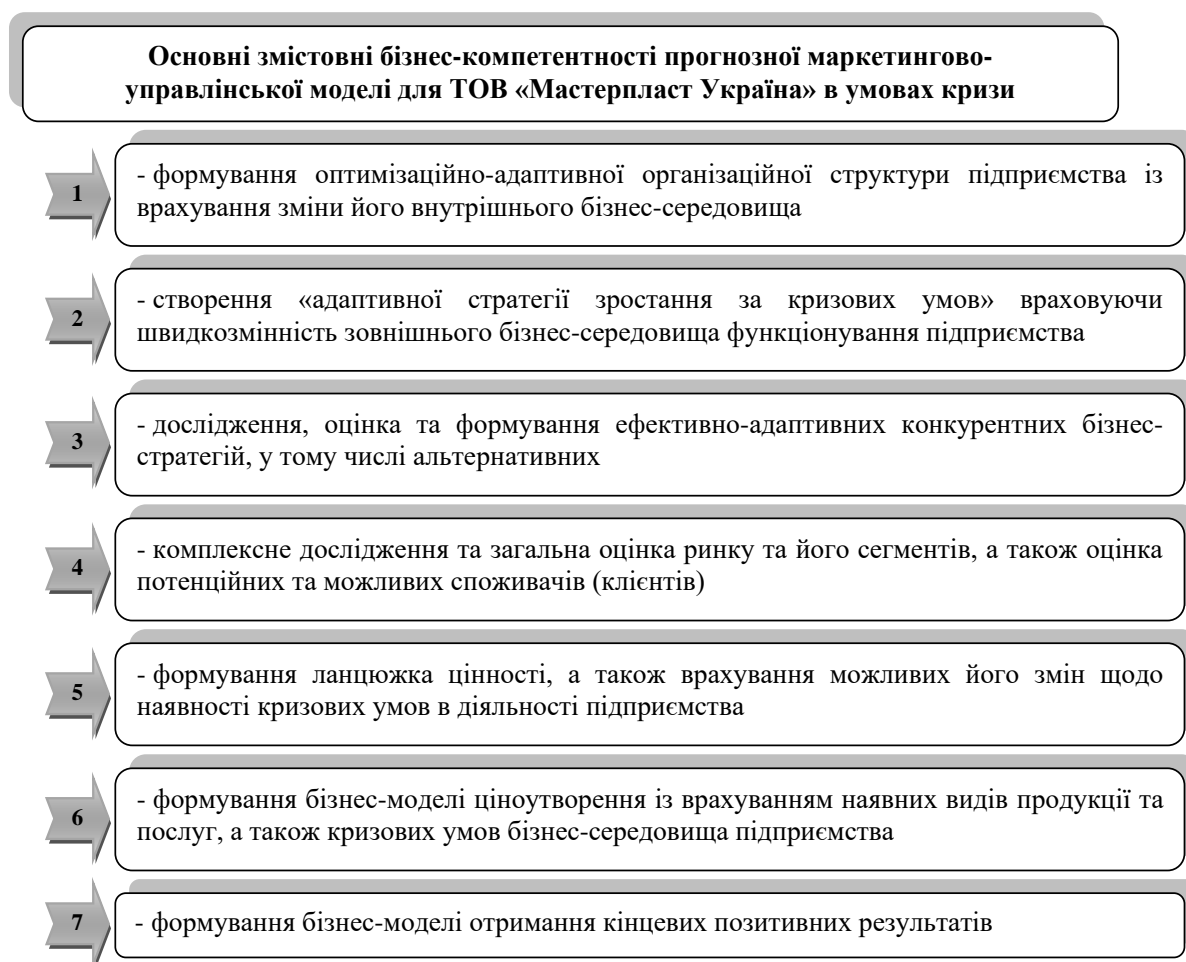 Основні змістовні бізнес-компетентності прогнозної маркетингово-
управлінської моделі для ТОВ «Мастерпласт Україна» в умовах кризи
1
- формування оптимізаційно-адаптивної організаційної структури підприємства із
врахування зміни його внутрішнього бізнес-середовища
2
- створення «адаптивної стратегії зростання за кризових умов» враховуючи
швидкозмінність зовнішнього бізнес-середовища функціонування підприємства
3
- дослідження, оцінка та формування ефективно-адаптивних конкурентних бізнес-
стратегій, у тому числі альтернативних
4
- комплексне дослідження та загальна оцінка ринку та його сегментів, а також оцінка
потенційних та можливих споживачів (клієнтів)
5
- формування ланцюжка цінності, а також врахування можливих його змін щодо
наявності кризових умов в діяльності підприємства
6
- формування бізнес-моделі ціноутворення із врахуванням наявних видів продукції та
послуг, а також кризових умов бізнес-середовища підприємства
7
- формування бізнес-моделі отримання кінцевих позитивних результатів